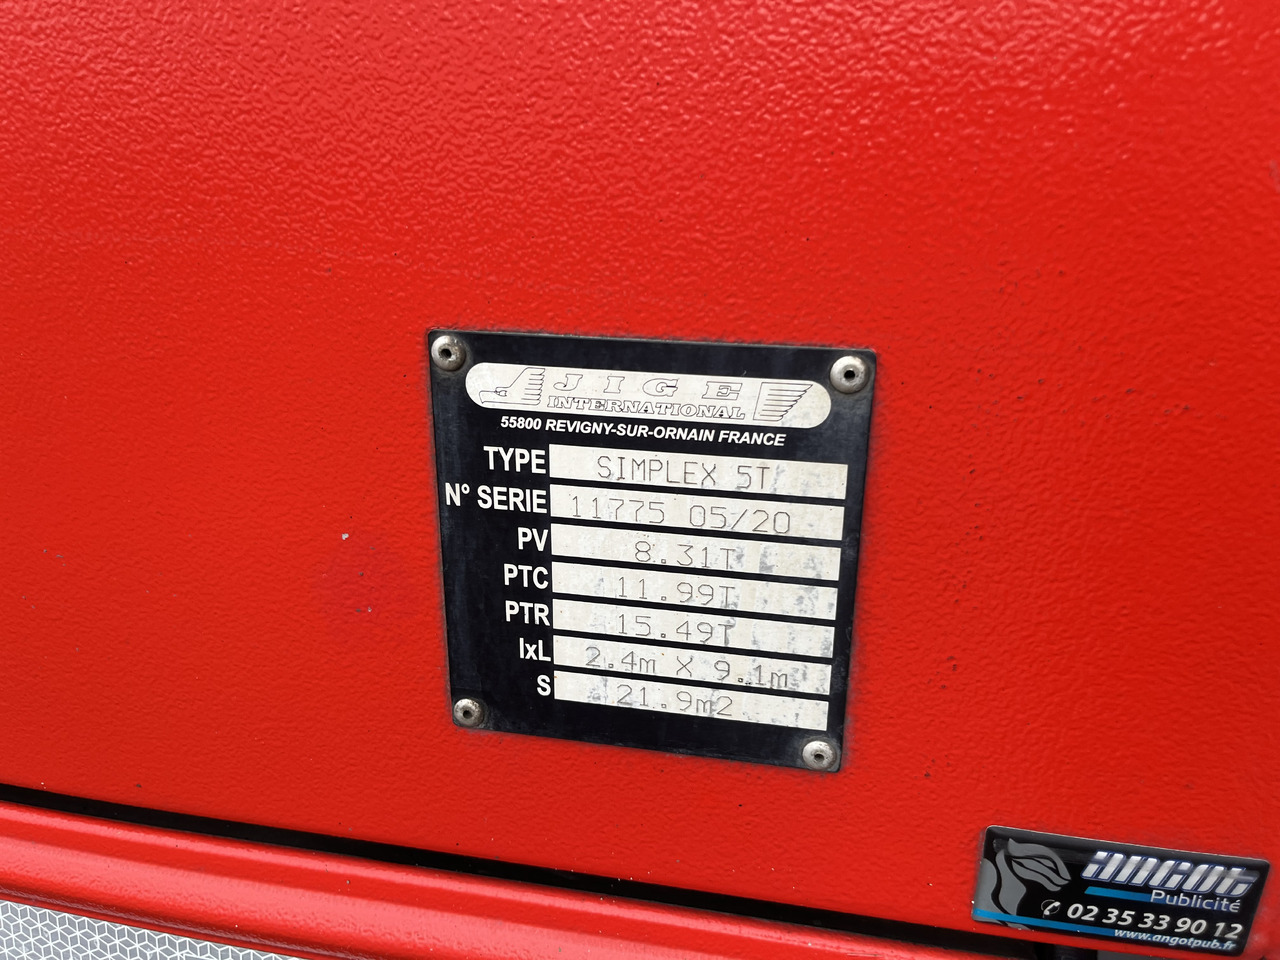 JIGE
INTERNATIONAL
55800 REVIGNY-SUR-ORNAIN FRANCE
TYPE SIMPLEX 5T
N° SERIE 11775 05/20
PV 8.31T
PTC 11.99T
PTR 15.49T
lxL 2.4m X 9.1m
S 21.9m2
ANGOT
Publicité
02 35 33 90 12
www.angotpub.fr